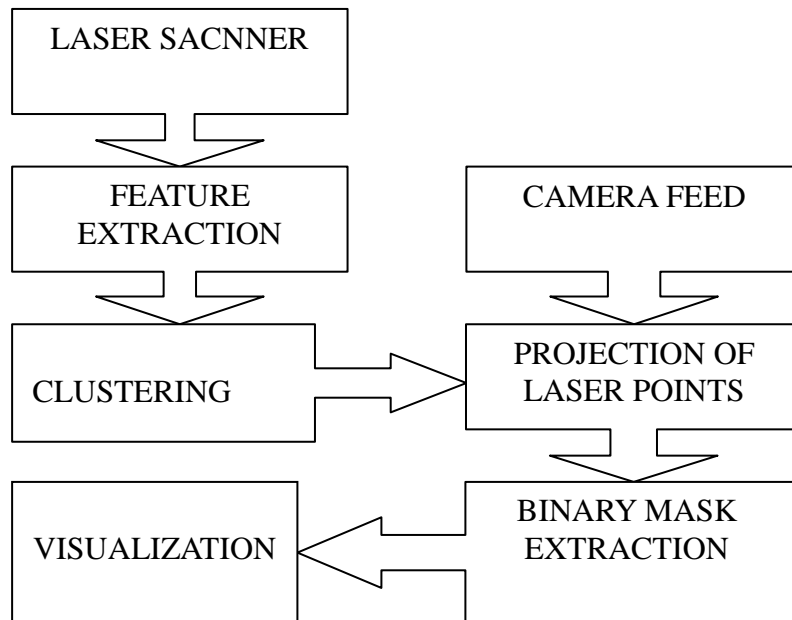 LASER SACNNER
FEATURE
EXTRACTION
CAMERA FEED
CLUSTERING
PROJECTION OF
LASER POINTS
VISUALIZATION
BINARY MASK
EXTRACTION